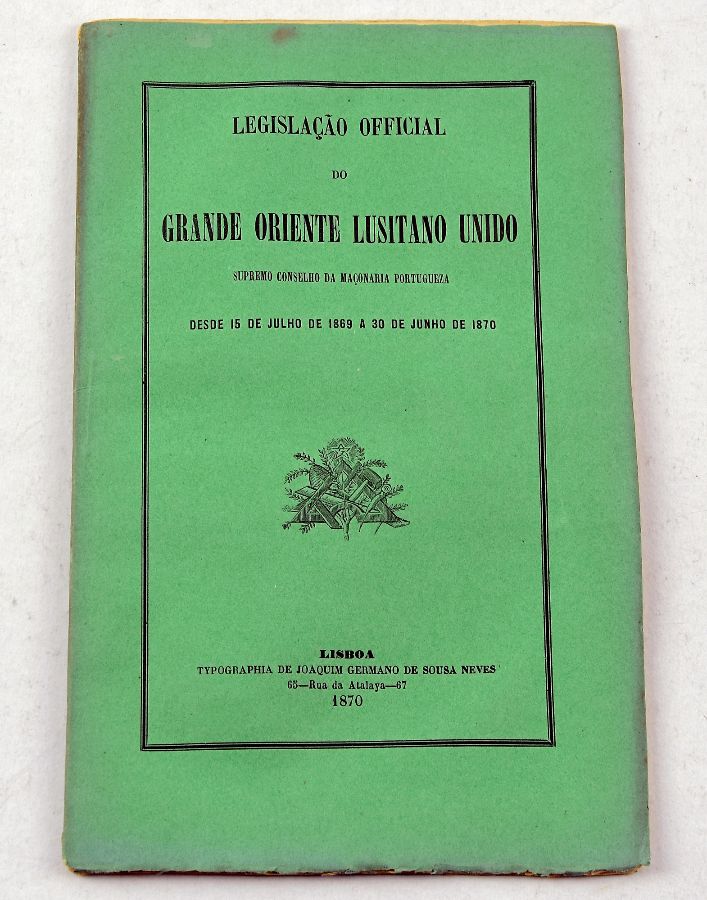 LEGISLAÇÃO OFFICIAL
DO
GRANDE ORIENTE LUSITANO UNIDO
SUPREMO CONSELHO DA MAÇONARIA PORTUGUEZA
DESDE 15 DE JULHO DE 1869 A 30 DE JUNHO DE 1870
LISBOA
TYPOGRAPHIA DE JOAQUIM GERMANO DE SOUSA NEVES
65—Rua da Atalaya—67
1870